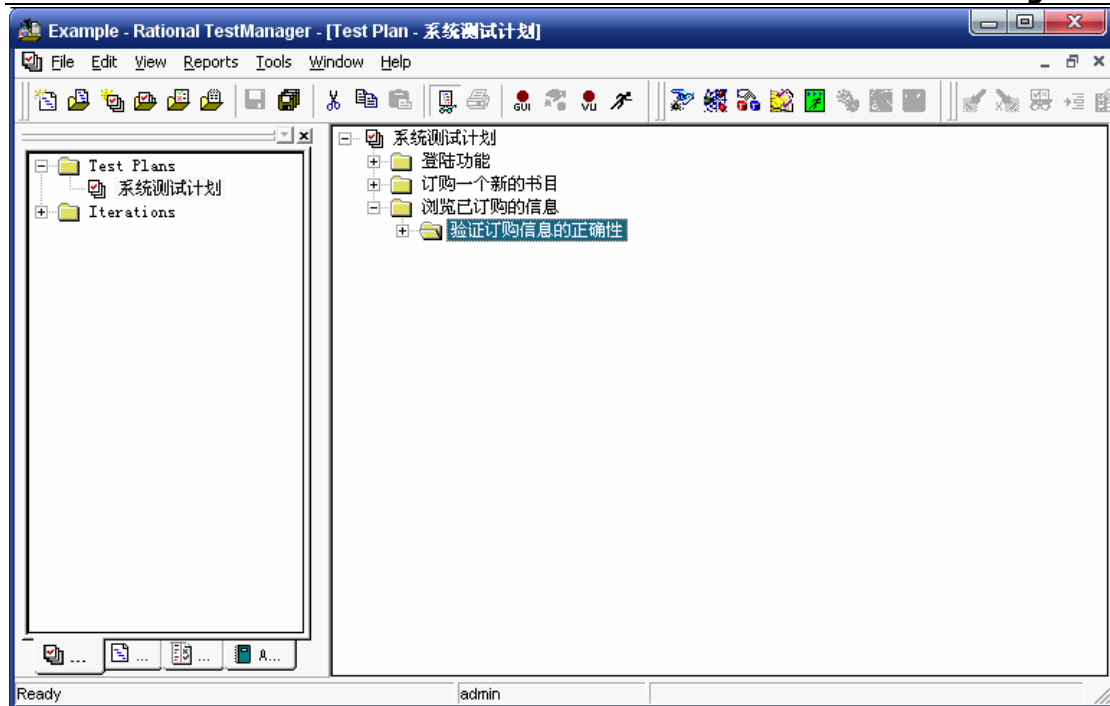 Example - Rational TestManager - [Test Plan - 系统测试计划]
File Edit View Reports Tools Window Help
GUI VU
Test Plans
系统测试计划
Iterations
系统测试计划
登陆功能
订购一个新的书目
浏览已订购的信息
验证订购信息的正确性
... ... ... A...
Ready admin